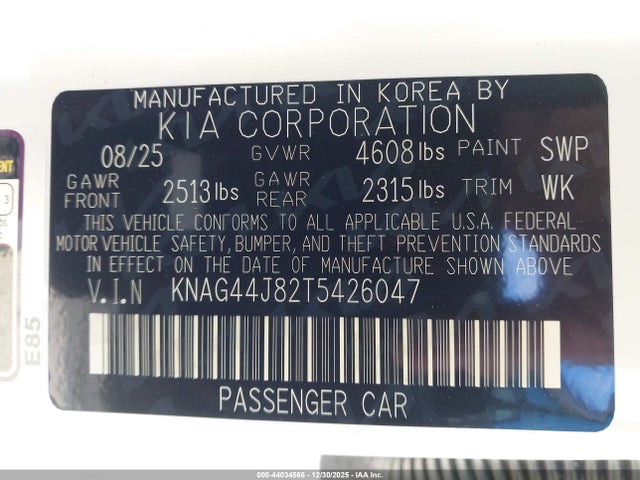 MANUFACTURED IN KOREA BY
KIA CORPORATION
08/25 GVWR 4608 lbs PAINT SWP
GAWR FRONT 2513 lbs GAWR REAR 2315 lbs TRIM WK
THIS VEHICLE CONFORMS TO ALL APPLICABLE U.S.A. FEDERAL
MOTOR VEHICLE SAFETY, BUMPER, AND THEFT PREVENTION STANDARDS
IN EFFECT ON THE DATE OF MANUFACTURE SHOWN ABOVE
V.I.N KNAG44J82T5426047
PASSENGER CAR
E85
3
000-44034566 - 12/30/2025 - IAA Inc.